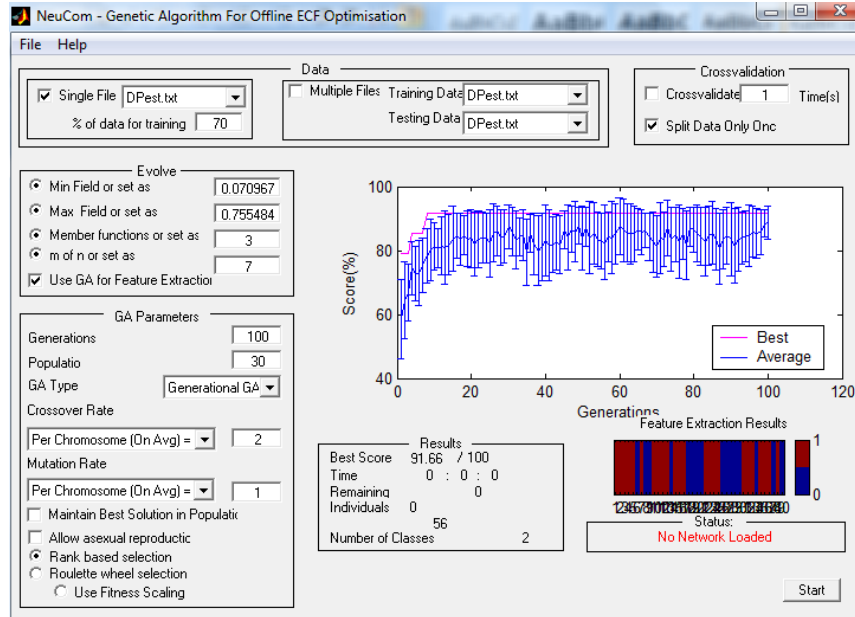 NeuCom - Genetic Algorithm For Offline ECF Optimisation
File Help
Data
Single File DPest.txt
% of data for training 70
Multiple Files Training Data DPest.txt
Testing Data DPest.txt
Crossvalidation
Crossvalidate 1 Time(s)
Split Data Only Onc
Evolve
Min Field or set as 0.070967
Max Field or set as 0.755484
Member functions or set as 3
m of n or set as 7
Use GA for Feature Extraction
GA Parameters
Generations 100
Populatio 30
GA Type Generational GA
Crossover Rate
Per Chromosome (On Avg) = 2
Mutation Rate
Per Chromosome (On Avg) = 1
Maintain Best Solution in Populatic
Allow asexual reproductic
Rank based selection
Roulette wheel selection
Use Fitness Scaling
Score(%)
100
80
60
40
0 20 40 60 80 100 120
Generations
Best
Average
Results
Best Score 91.66 / 100
Time 0 : 0 : 0
Remaining 0
Individuals 0
56
Number of Classes 2
Feature Extraction Results
1
0
Status:
No Network Loaded
Start